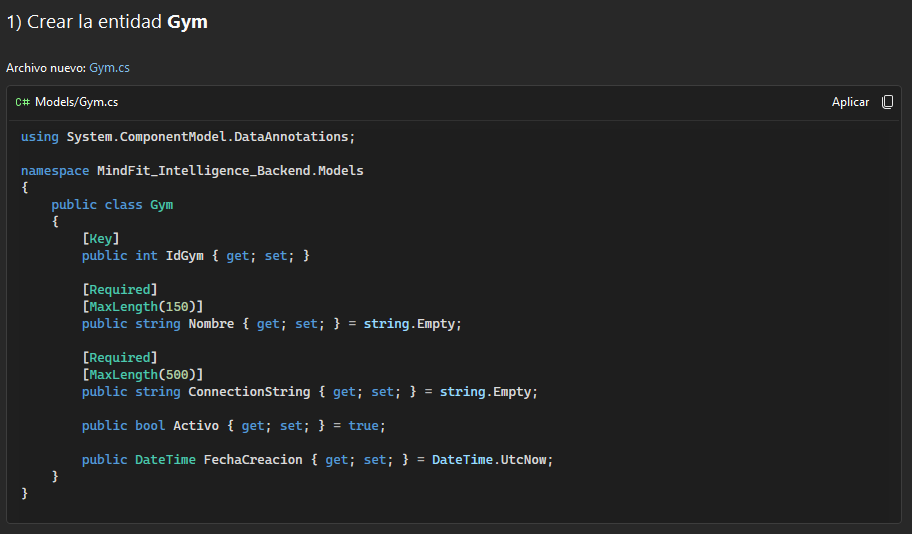 1) Crear la entidad Gym
Archivo nuevo: Gym.cs
C# Models/Gym.cs Aplicar
using System.ComponentModel.DataAnnotations;
namespace MindFit_Intelligence_Backend.Models
{
    public class Gym
    {
        [Key]
        public int IdGym { get; set; }
        [Required]
        [MaxLength(150)]
        public string Nombre { get; set; } = string.Empty;
        [Required]
        [MaxLength(500)]
        public string ConnectionString { get; set; } = string.Empty;
        public bool Activo { get; set; } = true;
        public DateTime FechaCreacion { get; set; } = DateTime.UtcNow;
    }
}